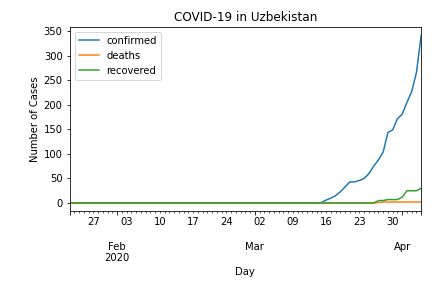 COVID-19 in Uzbekistan
confirmed
deaths
recovered
Number of Cases
350
300
250
200
150
100
50
0
27 03 10 17 24 02 09 16 23 30
Feb Mar Apr
2020
Day